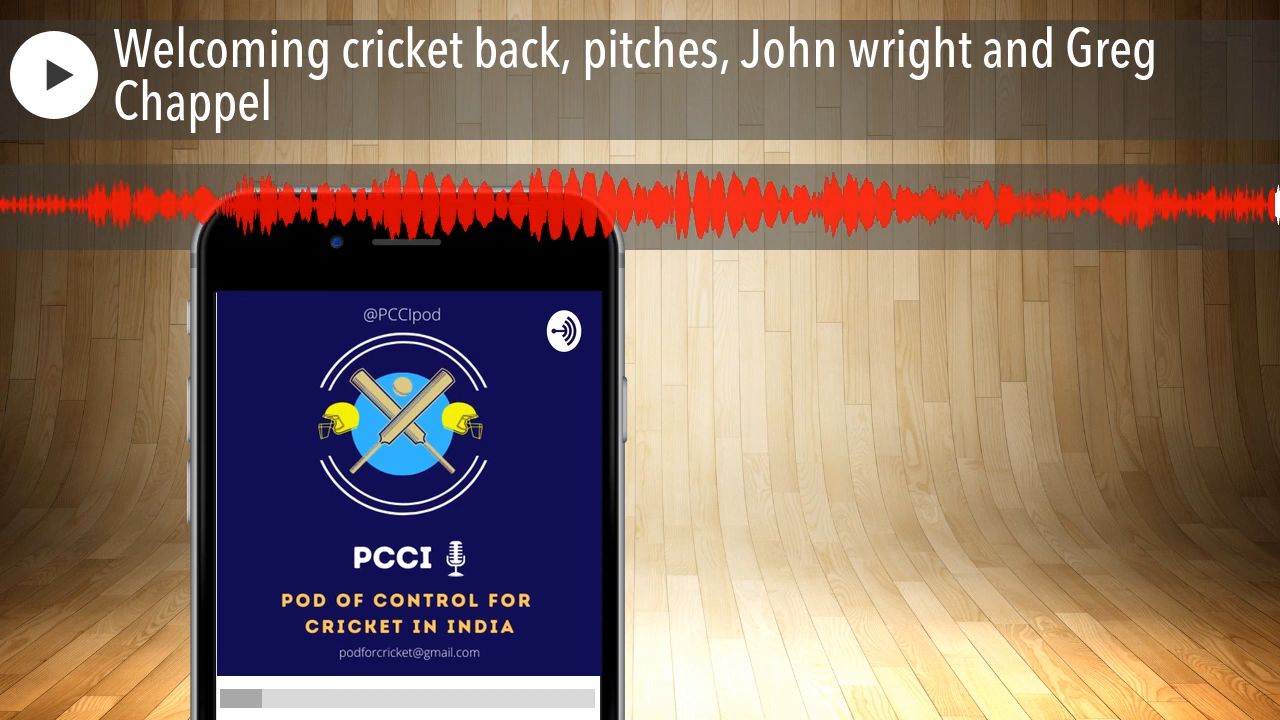 Welcoming cricket back, pitches, John wright and Greg
Chappel
@PCCIpod
PCCI
POD OF CONTROL FOR
CRICKET IN INDIA
podforcricket@gmail.com